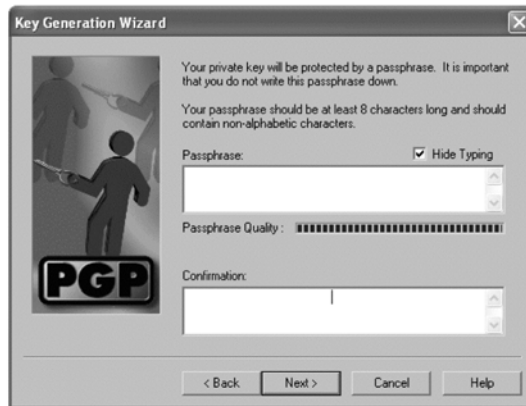 Key Generation Wizard
Your private key will be protected by a passphrase. It is important
that you do not write this passphrase down.
Your passphrase should be at least 8 characters long and should
contain non-alphabetic characters.
Passphrase:
Hide Typing
Passphrase Quality :
Confirmation:
PGP
< Back
Next >
Cancel
Help